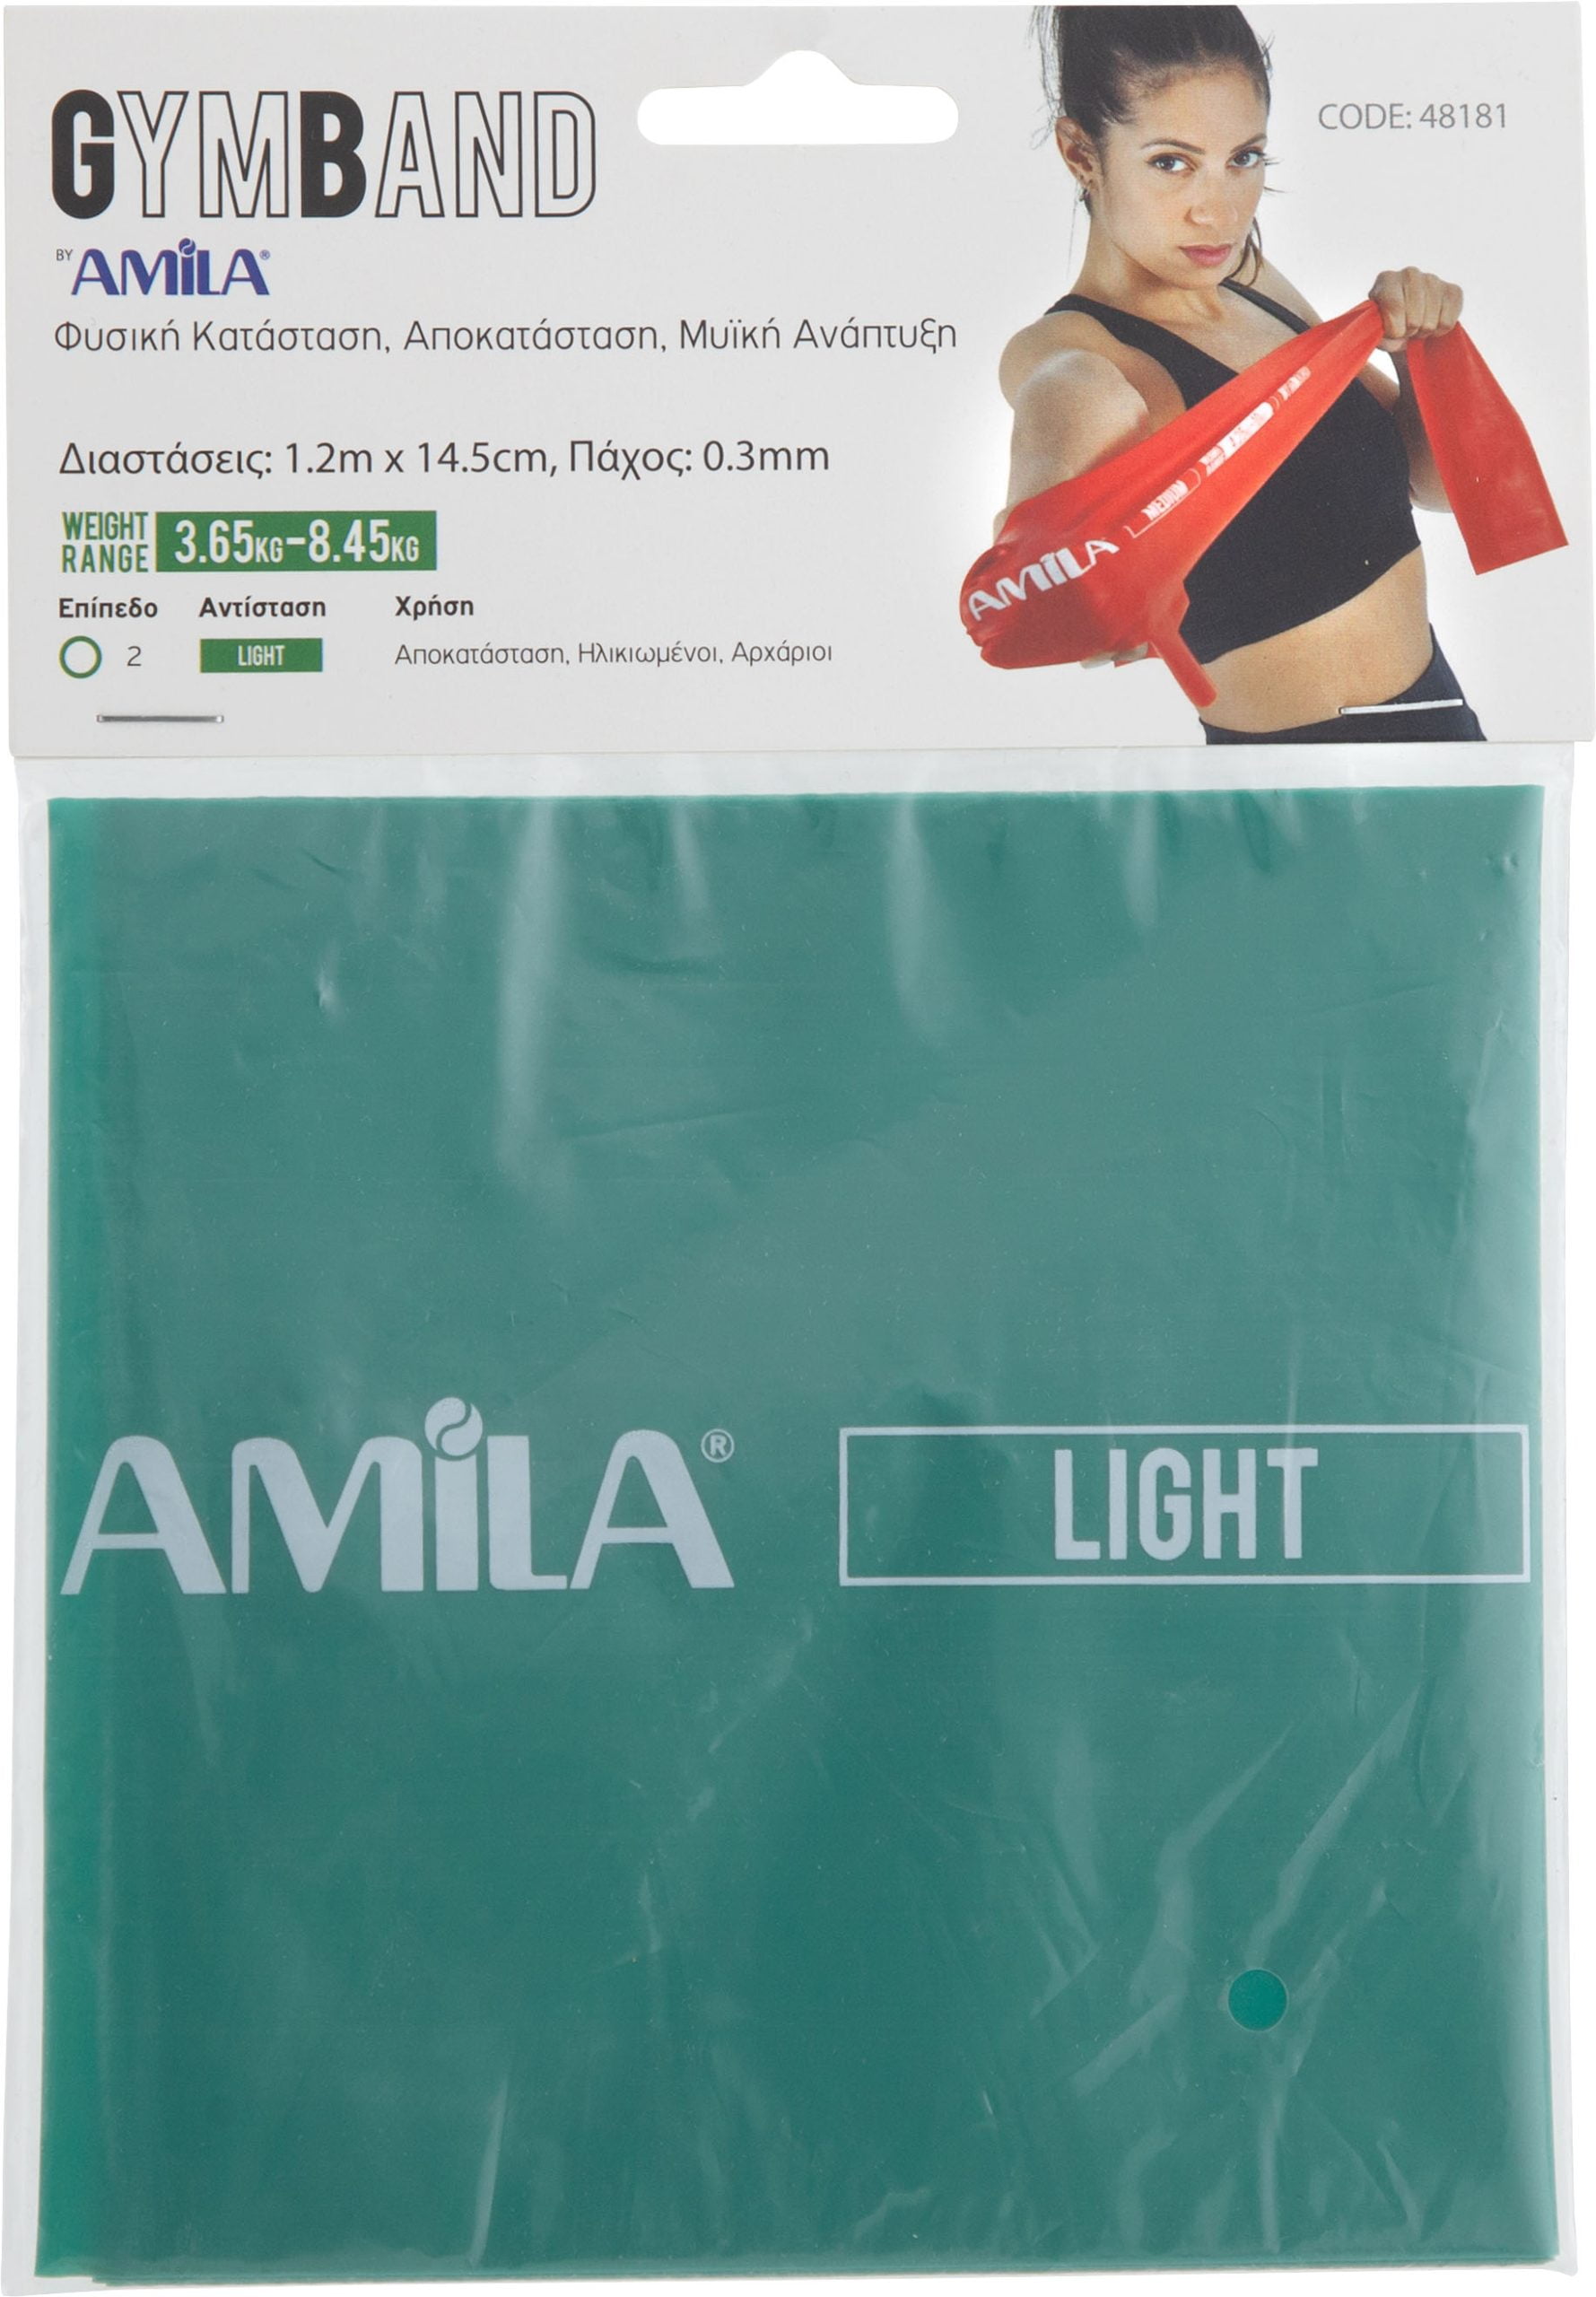 GYMBAND
CODE: 48181
BY AMiLA®
Φυσική Κατάσταση, Αποκατάσταση, Μυϊκή Ανάπτυξη
Διαστάσεις: 1.2m x 14.5cm, Πάχος: 0.3mm
WEIGHT RANGE 3.65KG-8.45KG
Επίπεδο Αντίσταση Χρήση
2 LIGHT Αποκατάσταση, Ηλικιωμένοι, Αρχάριοι
AMiLA MEDIUM
AMiLA® LIGHT